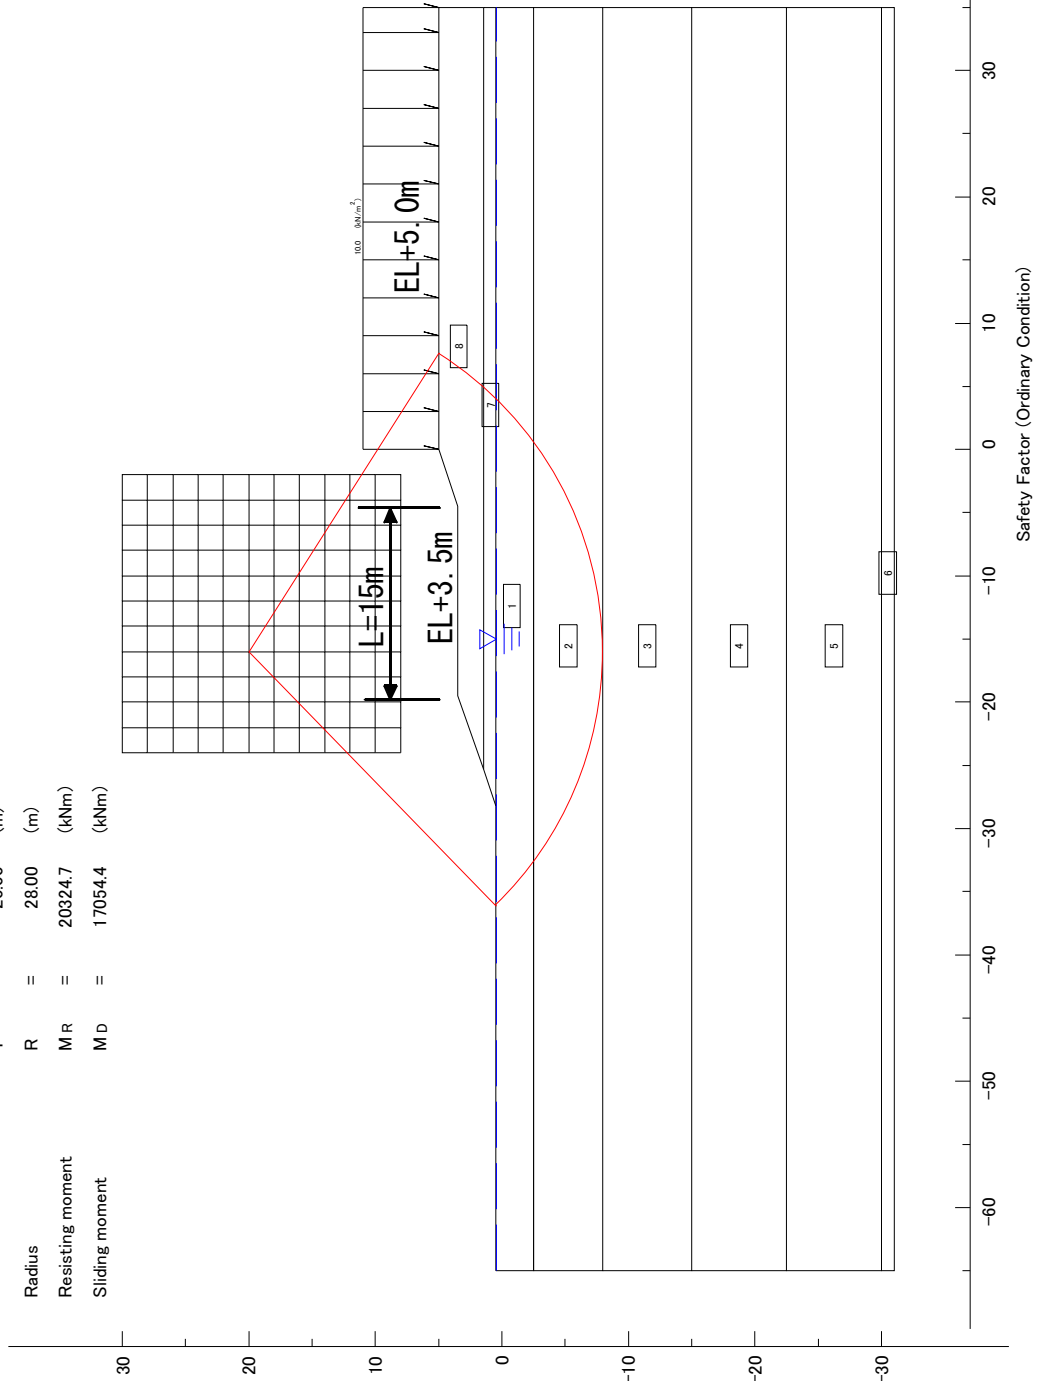 (m)
Radius R = 28.00 (m)
Resisting moment MR = 20324.7 (kNm)
Sliding moment MD = 17054.4 (kNm)
10.0 (kN/m²)
EL+5.0m
L=15m
EL+3.5m
8
7
1
2
3
4
5
6
30
20
10
0
-10
-20
-30
-60
-50
-40
-30
-20
-10
0
10
20
30
Safety Factor (Ordinary Condition)